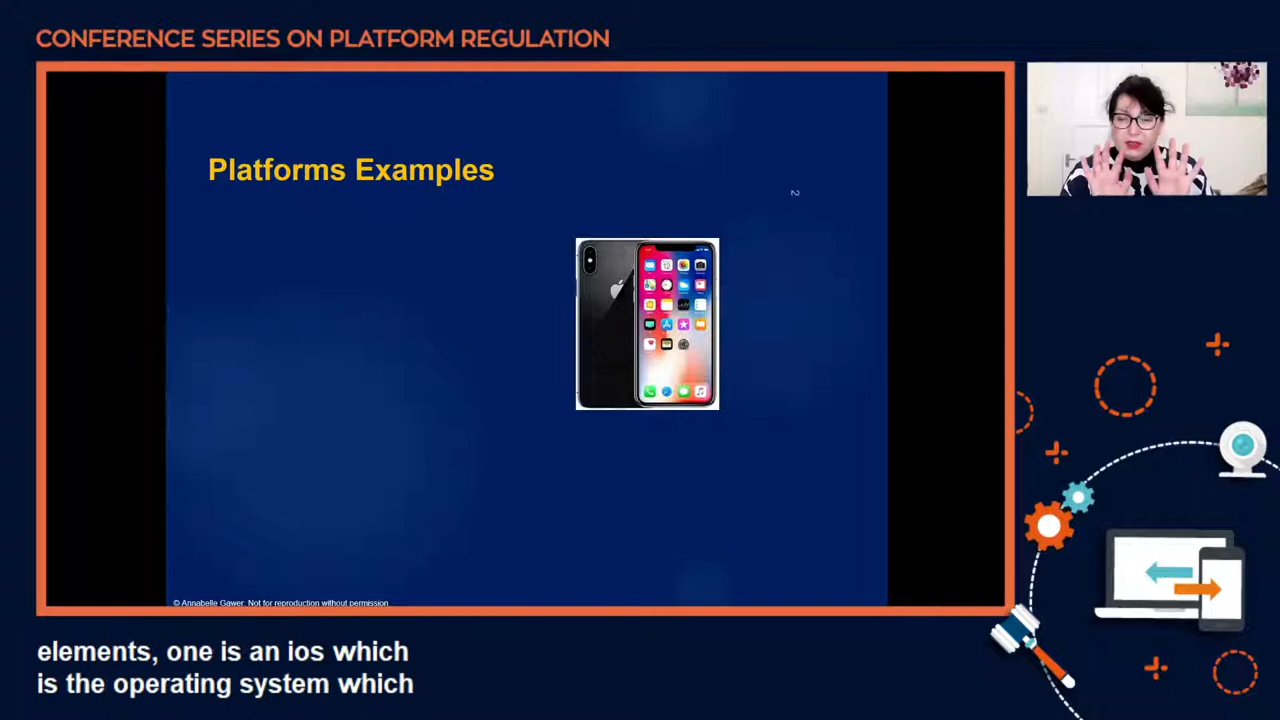 CONFERENCE SERIES ON PLATFORM REGULATION
Platforms Examples
2
© Annabelle Gawer. Not for reproduction without permission
elements, one is an ios which
is the operating system which